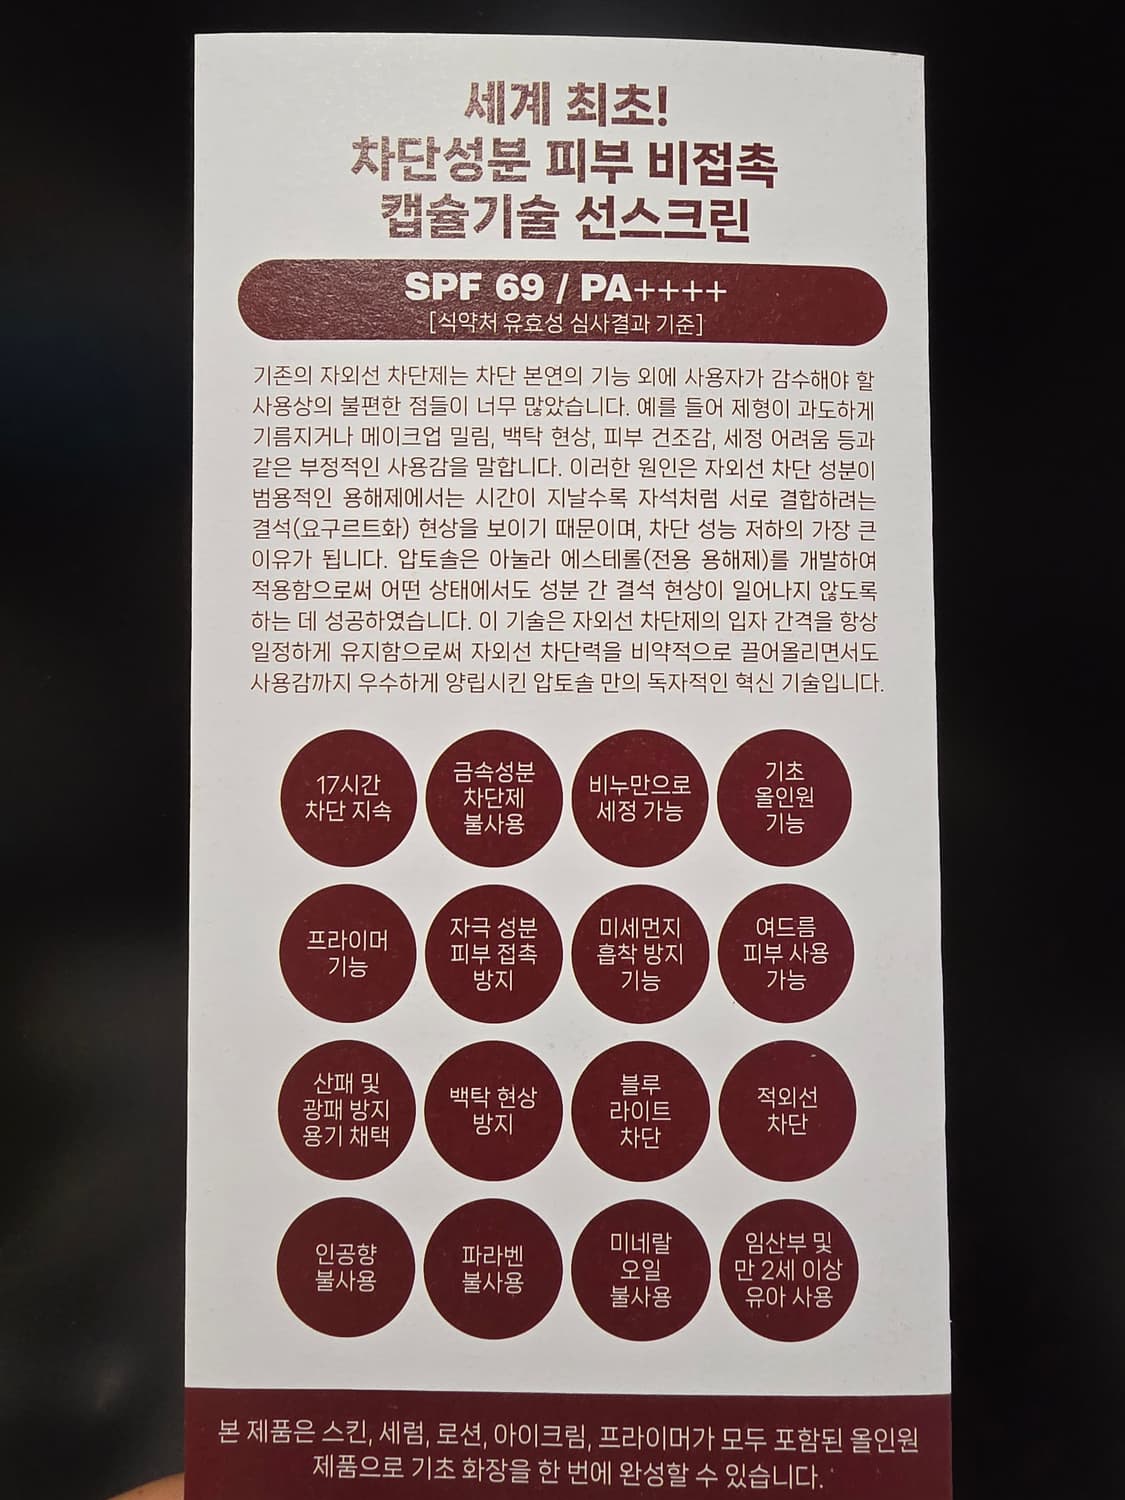 세계 최초!
차단성분 피부 비접촉
캡슐기술 선스크린
SPF 69 / PA++++
[식약처 유효성 심사결과 기준]
기존의 자외선 차단제는 차단 본연의 기능 외에 사용자가 감수해야 할
사용상의 불편한 점들이 너무 많았습니다. 예를 들어 제형이 과도하게
기름지거나 메이크업 밀림, 백탁 현상, 피부 건조감, 세정 어려움 등과
같은 부정적인 사용감을 말합니다. 이러한 원인은 자외선 차단 성분이
범용적인 용해제에서는 시간이 지날수록 자석처럼 서로 결합하려는
결석(요구르트화) 현상을 보이기 때문이며, 차단 성능 저하의 가장 큰
이유가 됩니다. 압토솔은 아눌라 에스테롤(전용 용해제)를 개발하여
적용함으로써 어떤 상태에서도 성분 간 결석 현상이 일어나지 않도록
하는 데 성공하였습니다. 이 기술은 자외선 차단제의 입자 간격을 항상
일정하게 유지함으로써 자외선 차단력을 비약적으로 끌어올리면서도
사용감까지 우수하게 양립시킨 압토솔 만의 독자적인 혁신 기술입니다.
17시간
차단 지속
금속성분
차단제
불사용
비누만으로
세정 가능
기초
올인원
기능
프라이머
기능
자극 성분
피부 접촉
방지
미세먼지
흡착 방지
기능
여드름
피부 사용
가능
산패 및
광패 방지
용기 채택
백탁 현상
방지
블루
라이트
차단
적외선
차단
인공향
불사용
파라벤
불사용
미네랄
오일
불사용
임산부 및
만 2세 이상
유아 사용
본 제품은 스킨, 세럼, 로션, 아이크림, 프라이머가 모두 포함된 올인원
제품으로 기초 화장을 한 번에 완성할 수 있습니다.